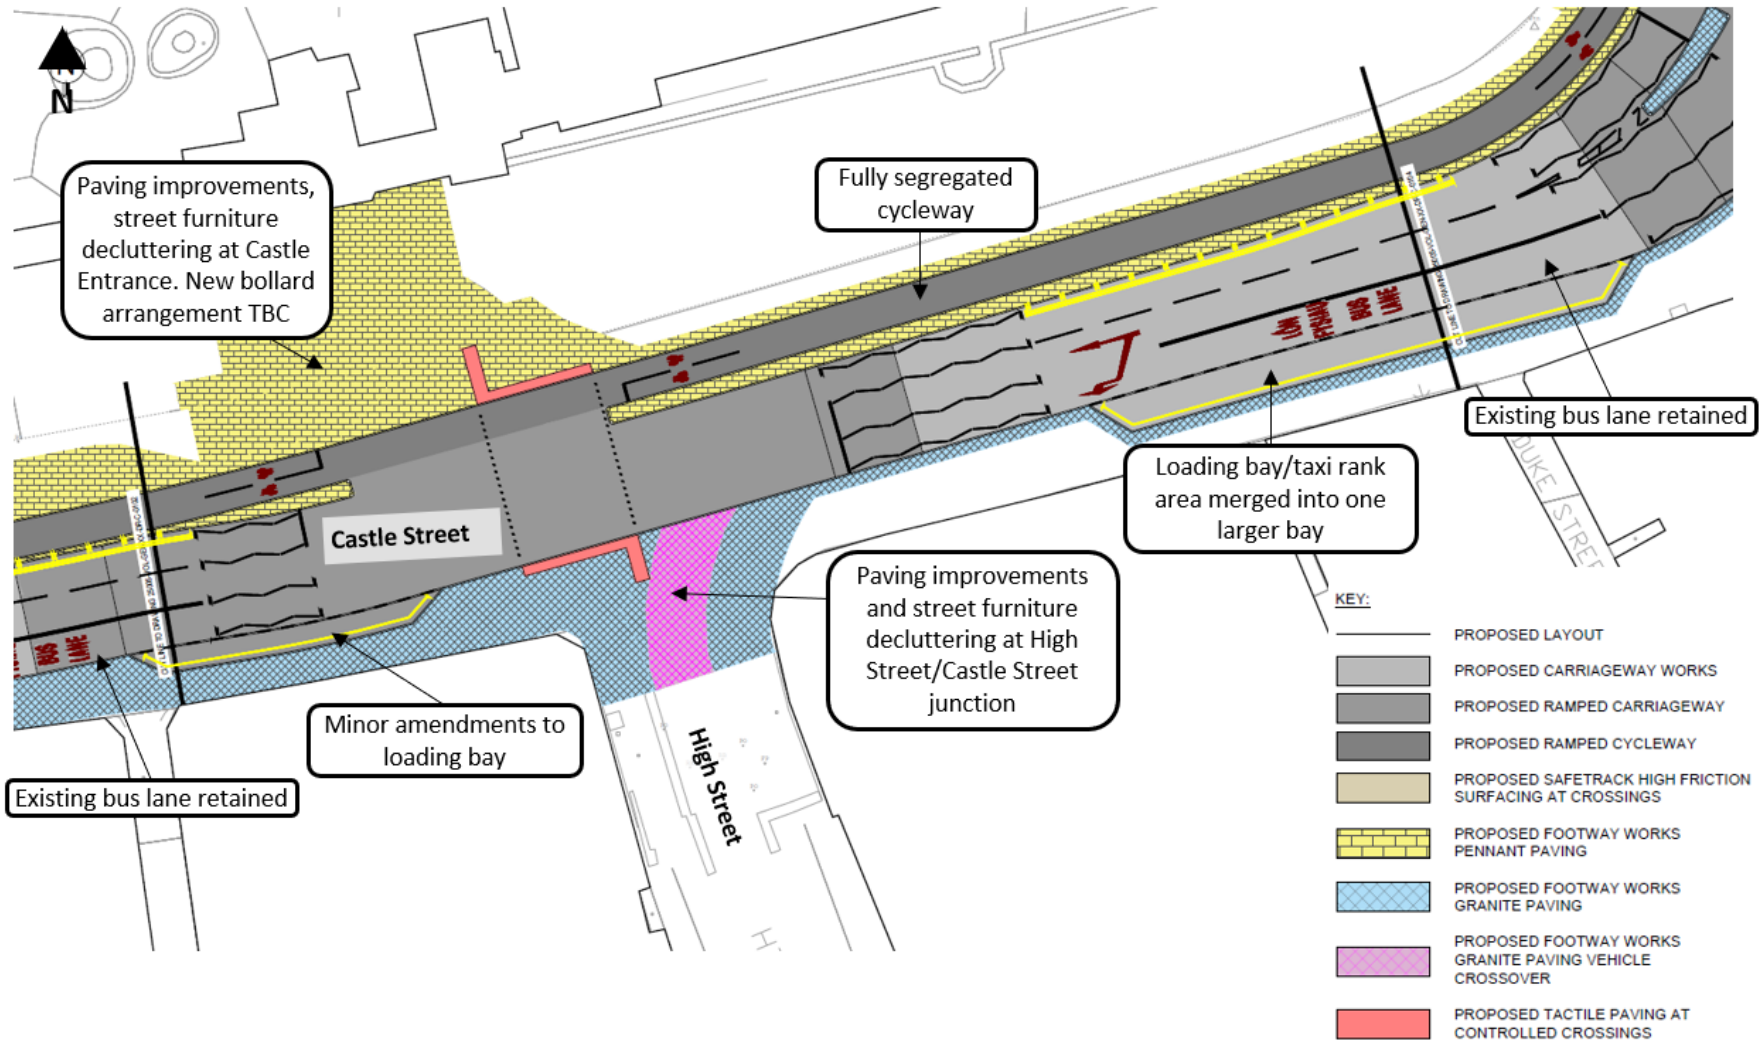 N
Paving improvements,
street furniture
decluttering at Castle
Entrance. New bollard
arrangement TBC
Fully segregated
cycleway
LÔN
BUS
LANE
Existing bus lane retained
DUKE STREE
Loading bay/taxi rank
area merged into one
larger bay
Castle Street
Paving improvements
and street furniture
decluttering at High
Street/Castle Street
junction
BUS
LANE
Minor amendments to
loading bay
Existing bus lane retained
High Street
H
KEY:
PROPOSED LAYOUT
PROPOSED CARRIAGEWAY WORKS
PROPOSED RAMPED CARRIAGEWAY
PROPOSED RAMPED CYCLEWAY
PROPOSED SAFETRACK HIGH FRICTION
SURFACING AT CROSSINGS
PROPOSED FOOTWAY WORKS
PENNANT PAVING
PROPOSED FOOTWAY WORKS
GRANITE PAVING
PROPOSED FOOTWAY WORKS
GRANITE PAVING VEHICLE
CROSSOVER
PROPOSED TACTILE PAVING AT
CONTROLLED CROSSINGS